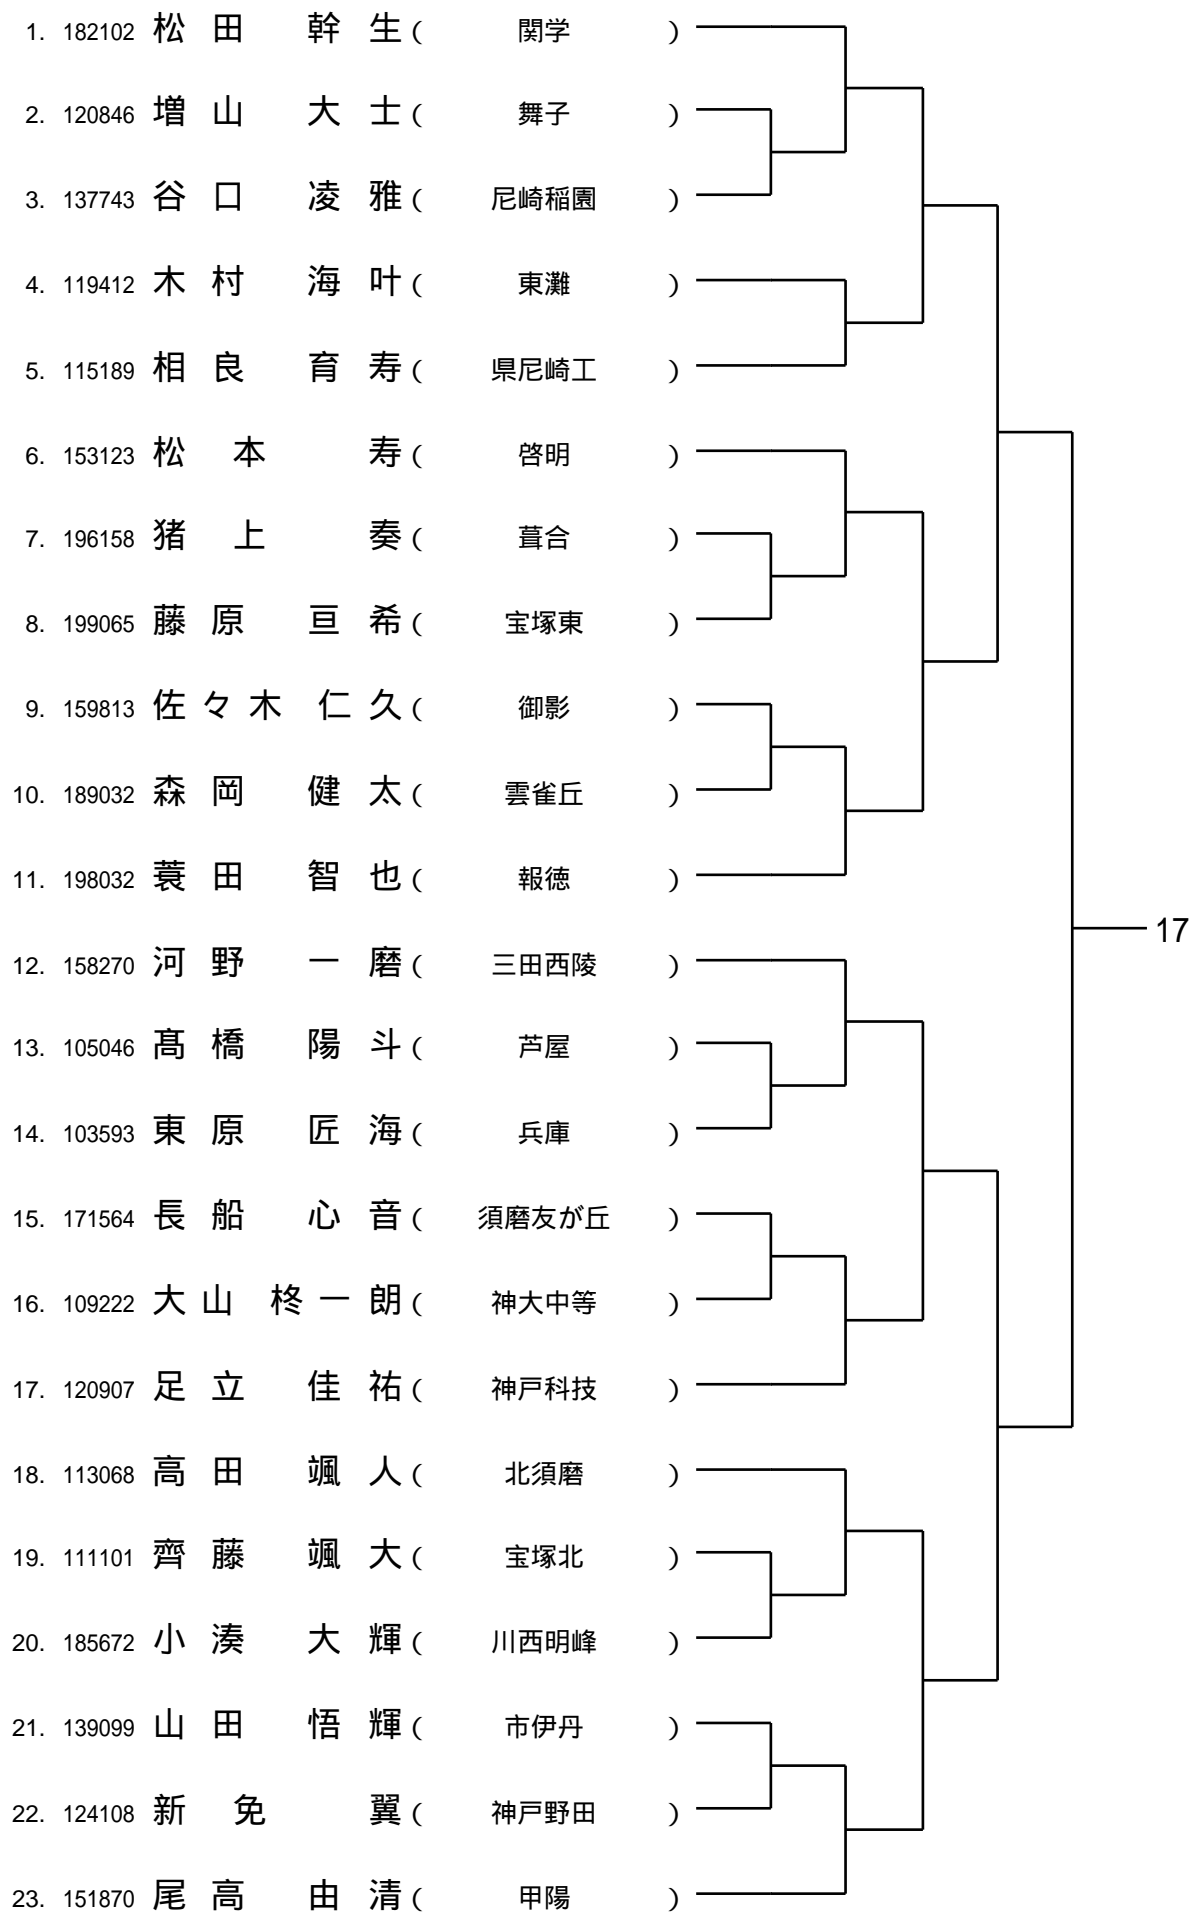 1. 182102 松田 幹生 ( 関学 )
2. 120846 増山 大士 ( 舞子 )
3. 137743 谷口 凌雅 ( 尼崎稲園 )
4. 119412 木村 海叶 ( 東灘 )
5. 115189 相良 育寿 ( 県尼崎工 )
6. 153123 松本 寿 ( 啓明 )
7. 196158 猪上 奏 ( 葺合 )
8. 199065 藤原 亘希 ( 宝塚東 )
9. 159813 佐々木 仁久 ( 御影 )
10. 189032 森岡 健太 ( 雲雀丘 )
11. 198032 蓑田 智也 ( 報徳 )
17
12. 158270 河野 一磨 ( 三田西陵 )
13. 105046 髙橋 陽斗 ( 芦屋 )
14. 103593 東原 匠海 ( 兵庫 )
15. 171564 長船 心音 ( 須磨友が丘 )
16. 109222 大山 柊一朗 ( 神大中等 )
17. 120907 足立 佳祐 ( 神戸科技 )
18. 113068 高田 颯人 ( 北須磨 )
19. 111101 齊藤 颯大 ( 宝塚北 )
20. 185672 小湊 大輝 ( 川西明峰 )
21. 139099 山田 悟輝 ( 市伊丹 )
22. 124108 新免 翼 ( 神戸野田 )
23. 151870 尾高 由清 ( 甲陽 )